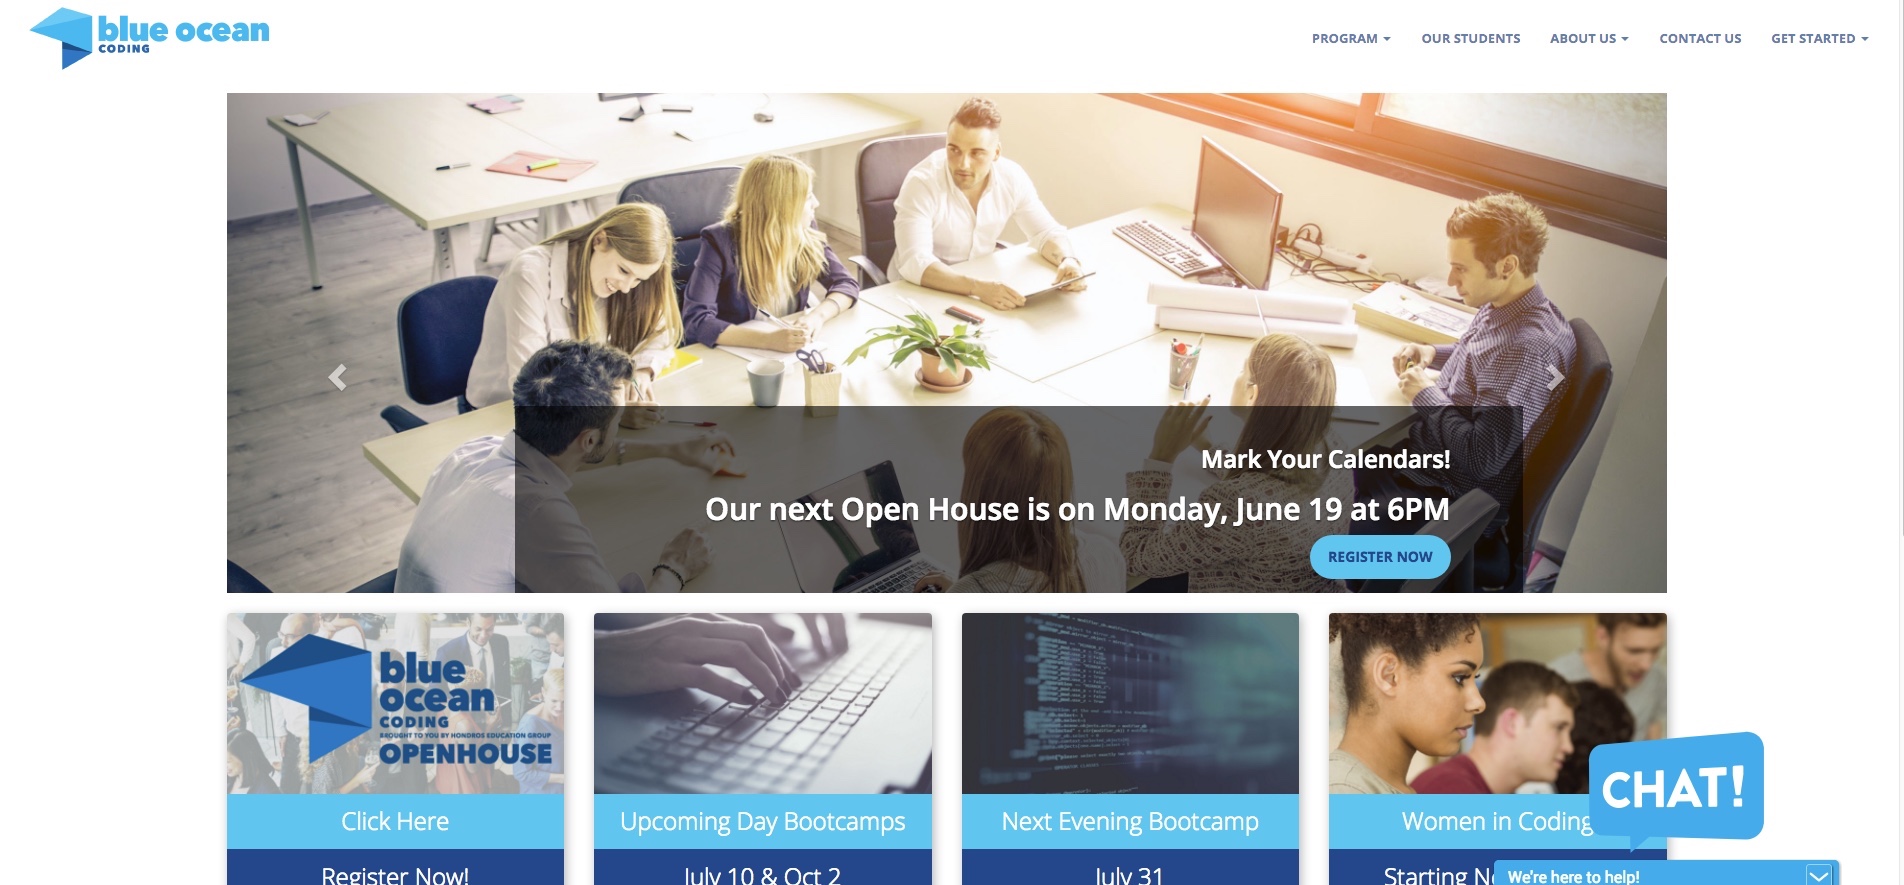 blue ocean
CODING
PROGRAM
OUR STUDENTS
ABOUT US
CONTACT US
GET STARTED
Mark Your Calendars!
Our next Open House is on Monday, June 19 at 6PM
REGISTER NOW
blue
ocean
CODING
BROUGHT TO YOU BY HONDROS EDUCATION GROUP
OPENHOUSE
Click Here
Register Now!
Upcoming Day Bootcamps
July 10 & Oct 2
Next Evening Bootcamp
July 31
Women in Coding
Starting
CHAT!
We're here to help!